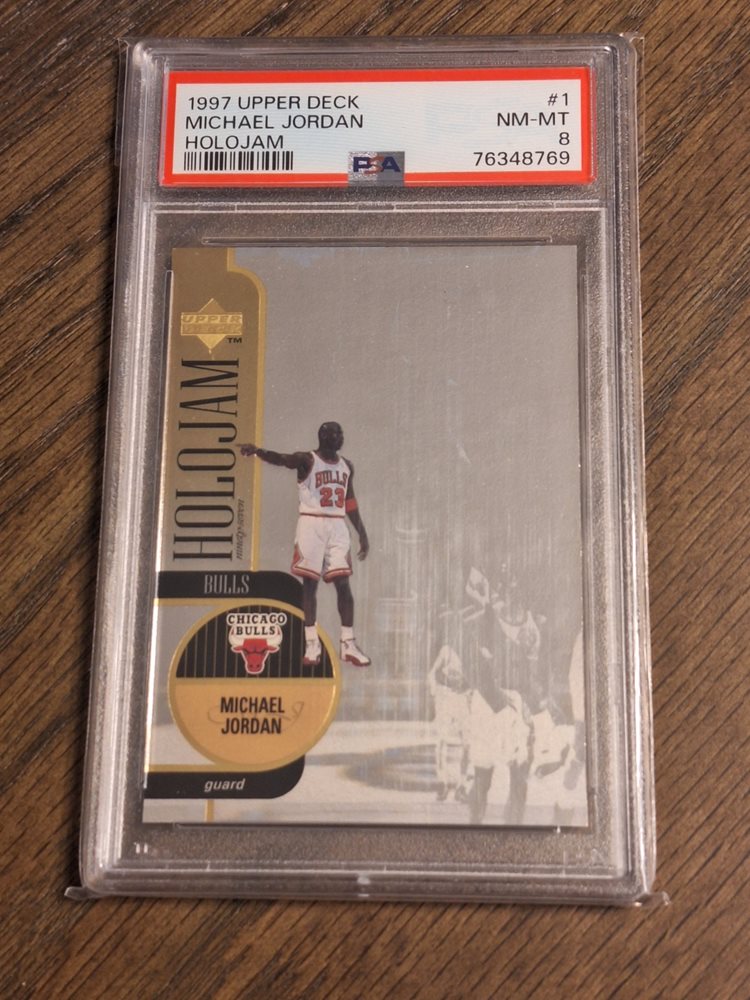 1997 UPPER DECK #1
MICHAEL JORDAN NM-MT
HOLOJAM 8
PSA 76348769
UPPER
DECK
TM
HOLOJAM
BULLS
23
BULLS
CHICAGO
BULLS
MICHAEL
JORDAN
guard